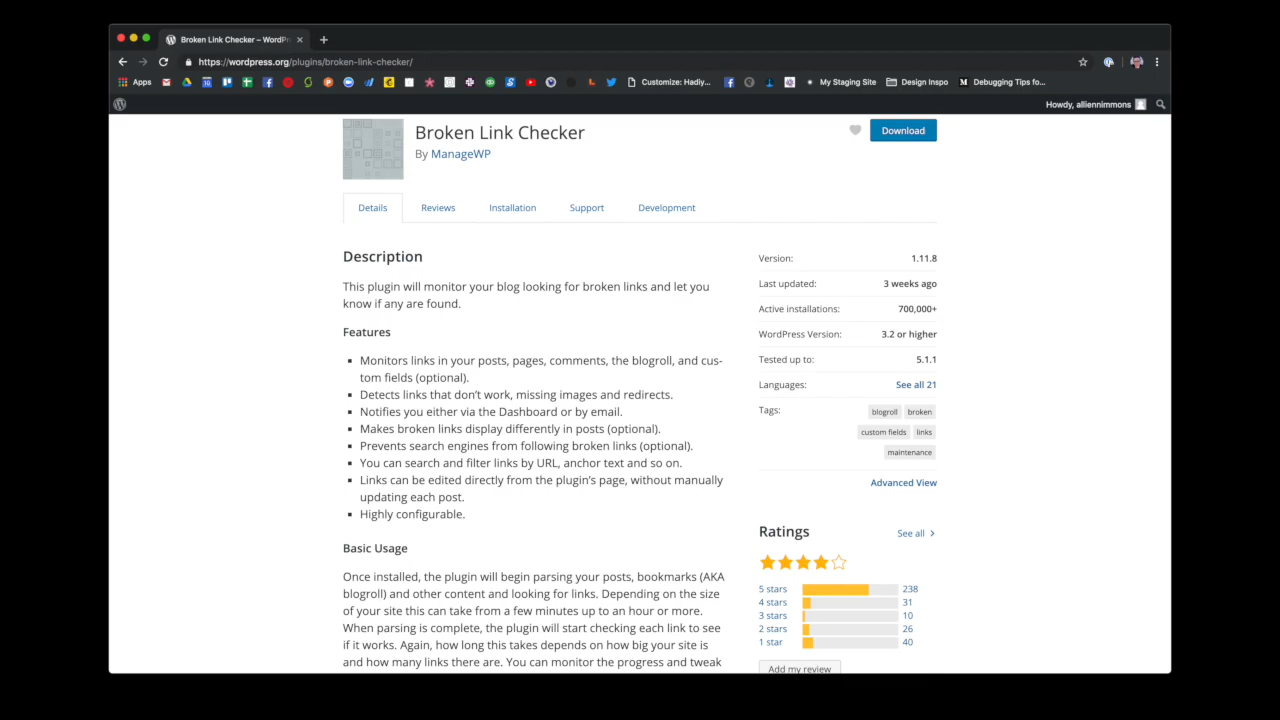 Broken Link Checker – WordPr
https://wordpress.org/plugins/broken-link-checker/
Apps
Customize: Hadly...
My Staging Site
Design Inspo
Debugging Tips fo...
Howdy, alliennimmons
Broken Link Checker
By ManageWP
Download
Details Reviews Installation Support Development
Description
This plugin will monitor your blog looking for broken links and let you
know if any are found.
Features
Monitors links in your posts, pages, comments, the blogroll, and cus-
tom fields (optional).
Detects links that don’t work, missing images and redirects.
Notifies you either via the Dashboard or by email.
Makes broken links display differently in posts (optional).
Prevents search engines from following broken links (optional).
You can search and filter links by URL, anchor text and so on.
Links can be edited directly from the plugin’s page, without manually
updating each post.
Highly configurable.
Basic Usage
Once installed, the plugin will begin parsing your posts, bookmarks (AKA
blogroll) and other content and looking for links. Depending on the size
of your site this can take from a few minutes up to an hour or more.
When parsing is complete, the plugin will start checking each link to see
if it works. Again, how long this takes depends on how big your site is
and how many links there are. You can monitor the progress and tweak
Version: 1.11.8
Last updated: 3 weeks ago
Active installations: 700,000+
WordPress Version: 3.2 or higher
Tested up to: 5.1.1
Languages: See all 21
Tags: blogroll broken
custom fields links
maintenance
Advanced View
Ratings See all
5 stars 238
4 stars 31
3 stars 10
2 stars 26
1 star 40
Add my review